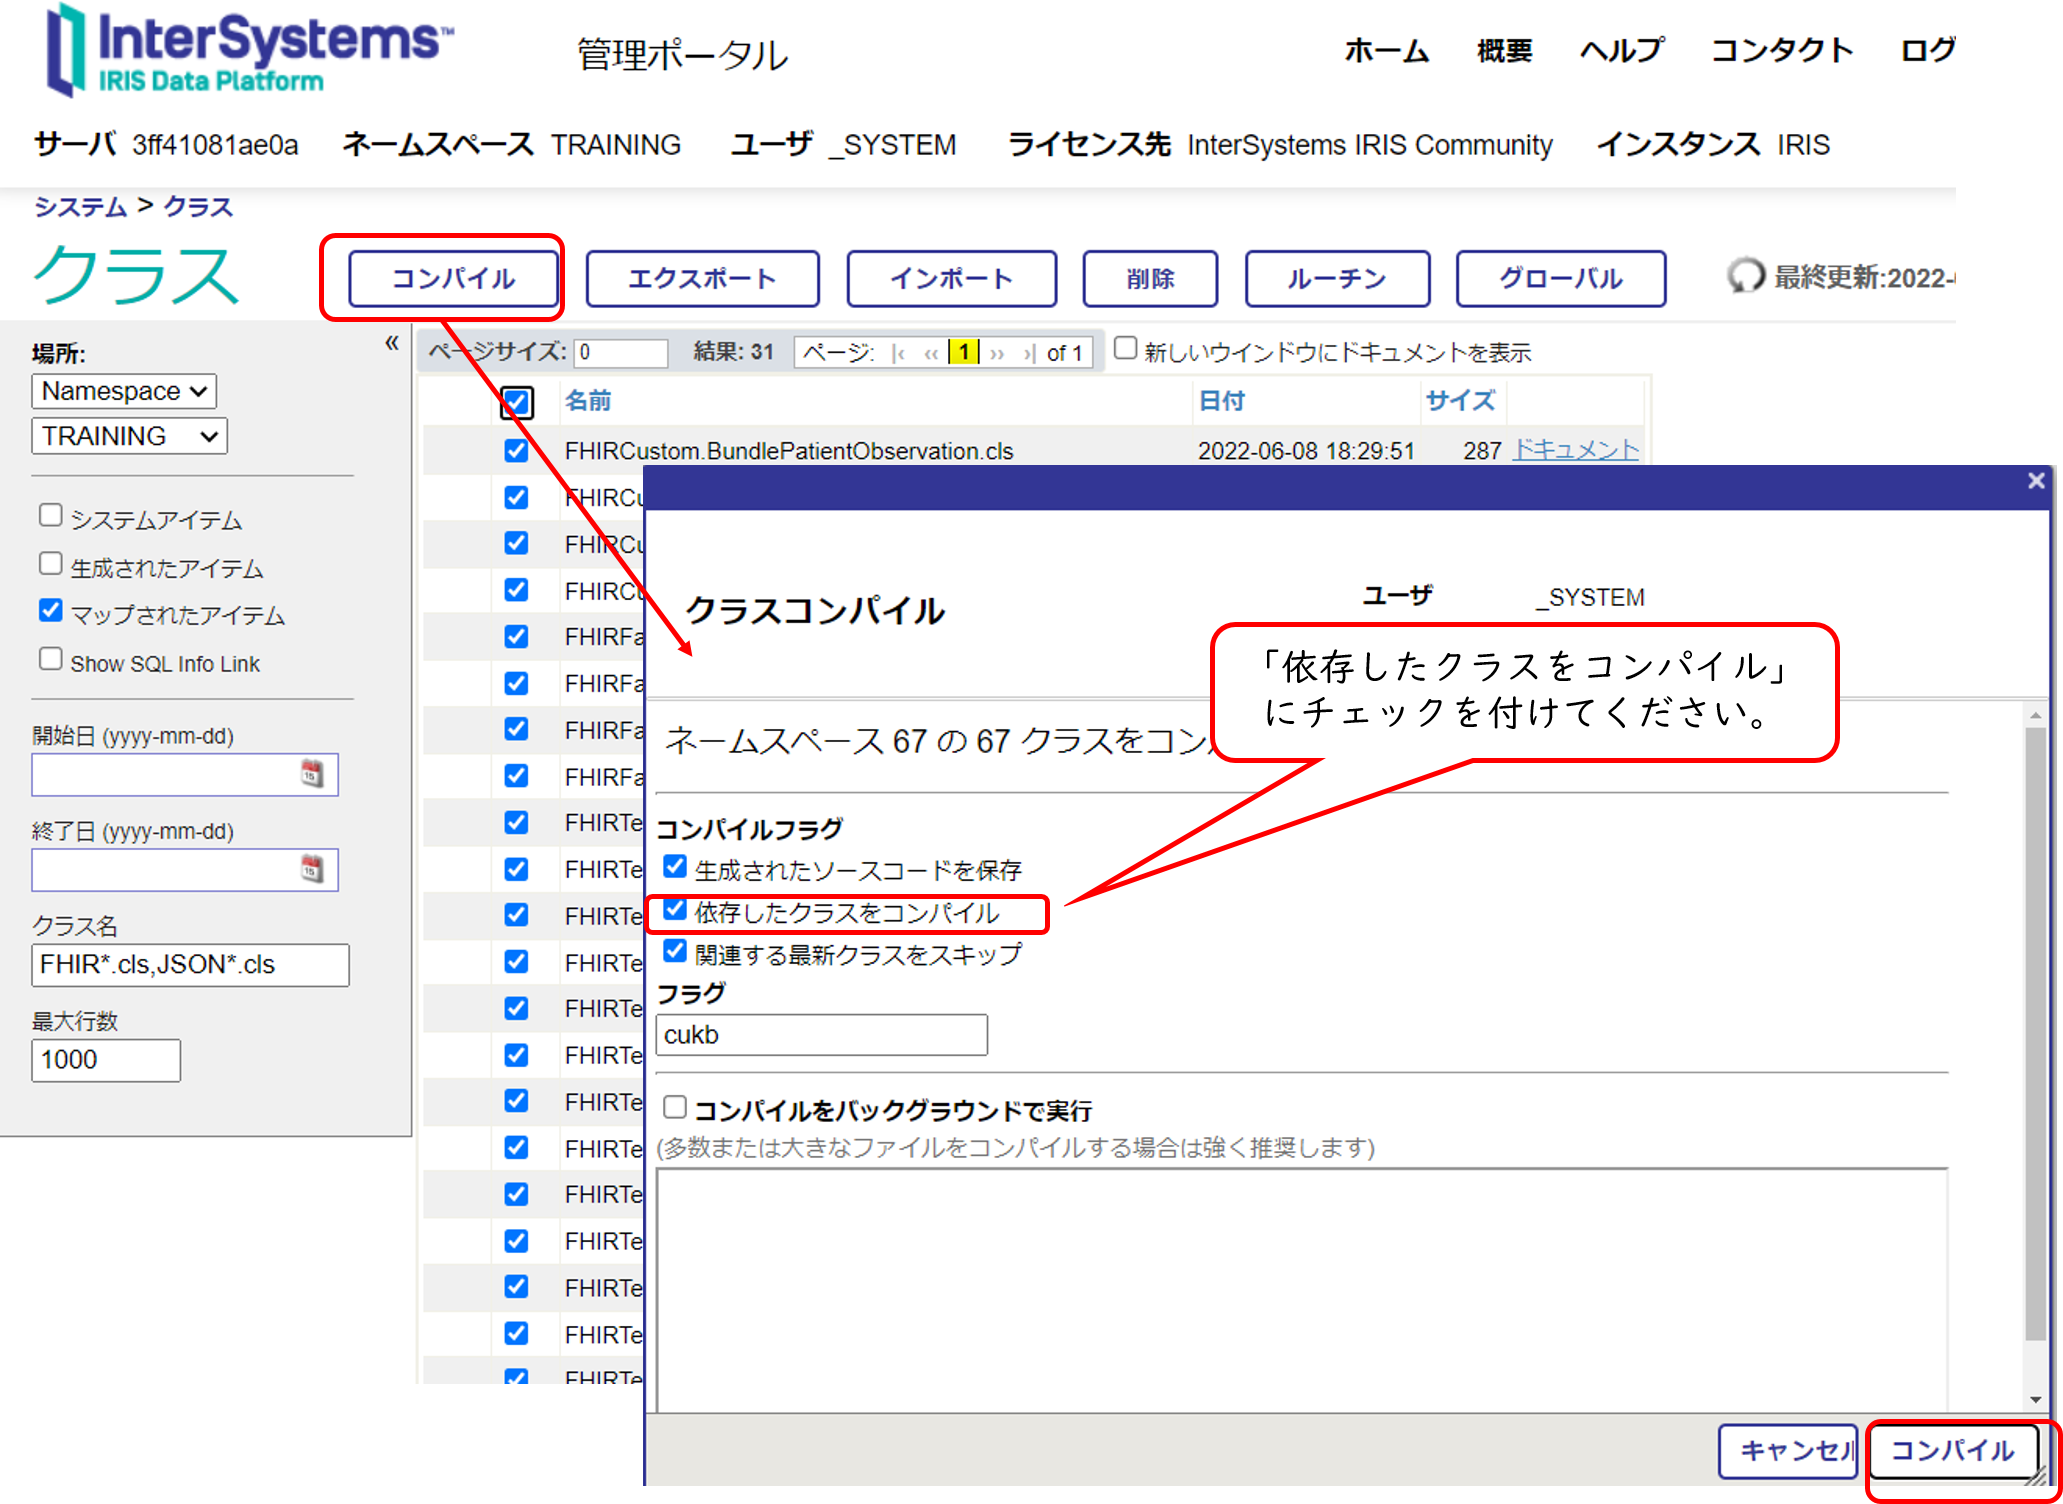 InterSystems™
IRIS Data Platform
管理ポータル
ホーム 概要 ヘルプ コンタクト ログ
サーバ 3ff41081ae0a ネームスペース TRAINING ユーザ _SYSTEM ライセンス先 InterSystems IRIS Community インスタンス IRIS
システム > クラス
クラス
コンパイル エクスポート インポート 削除 ルーチン グローバル 最終更新:2022-
場所: «
Namespace
TRAINING
システムアイテム
生成されたアイテム
マップされたアイテム
Show SQL Info Link
開始日 (yyyy-mm-dd)
終了日 (yyyy-mm-dd)
クラス名
FHIR*.cls,JSON*.cls
最大行数
1000
ページサイズ: 0 結果: 31 ページ: |‹ ‹‹ 1 ›› ›| of 1 新しいウインドウにドキュメントを表示
名前 日付 サイズ
FHIRCustom.BundlePatientObservation.cls 2022-06-08 18:29:51 287 ドキュメント
FHIRCu
FHIRCu
FHIRCu
FHIRFa
FHIRFa
FHIRFa
FHIRFa
FHIRTe
FHIRTe
FHIRTe
FHIRTe
FHIRTe
FHIRTe
FHIRTe
FHIRTe
FHIRTe
FHIRTe
FHIRTe
FHIRTe
FHIRTe
×
クラスコンパイル
ユーザ _SYSTEM
「依存したクラスをコンパイル」
にチェックを付けてください。
ネームスペース 67 の 67 クラスをコン
コンパイルフラグ
生成されたソースコードを保存
依存したクラスをコンパイル
関連する最新クラスをスキップ
フラグ
cukb
コンパイルをバックグラウンドで実行
(多数または大きなファイルをコンパイルする場合は強く推奨します)
キャンセル コンパイル